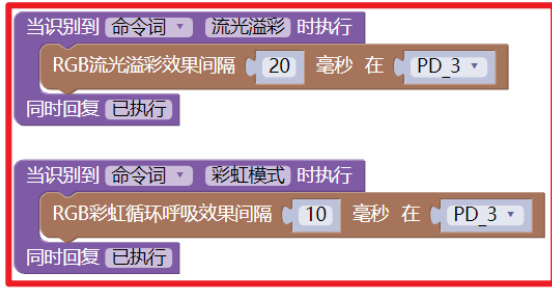 当识别到 命令词 流光溢彩 时执行
RGB流光溢彩效果间隔 20 毫秒 在 PD_3
同时回复 已执行
当识别到 命令词 彩虹模式 时执行
RGB彩虹循环呼吸效果间隔 10 毫秒 在 PD_3
同时回复 已执行